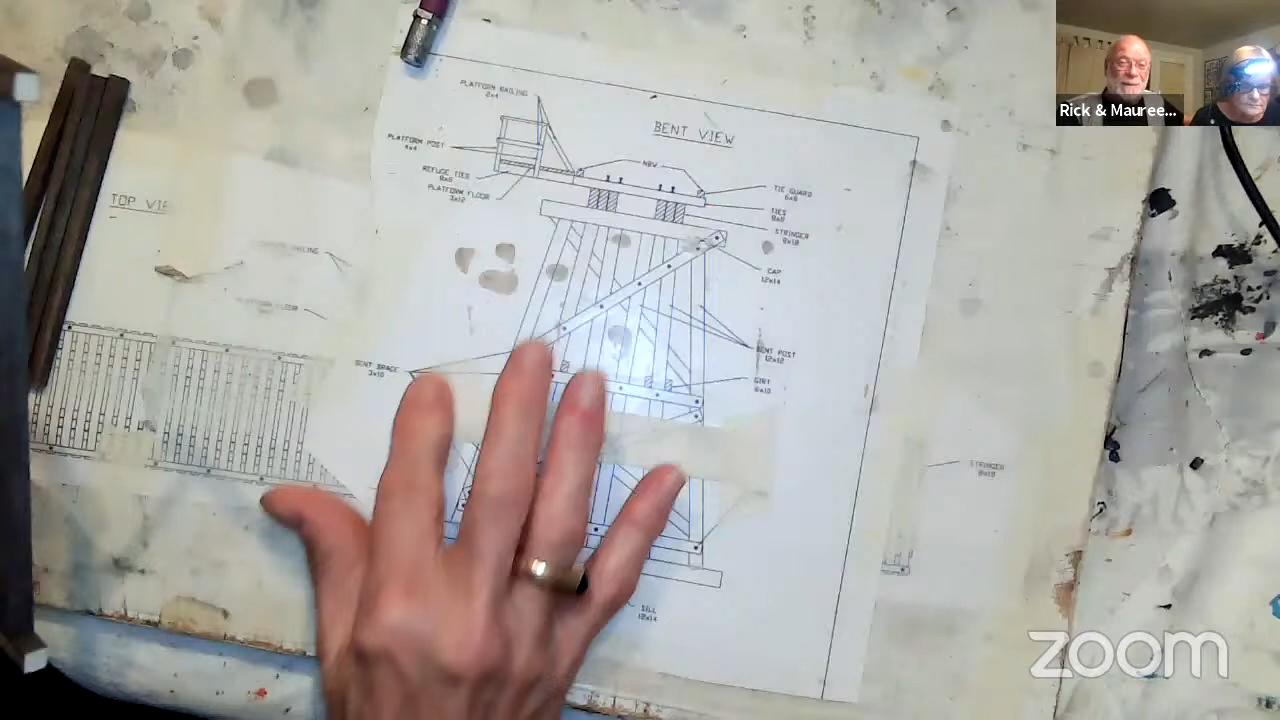 Rick & Mauree...
BENT VIEW
PLATFORM RAILING
2x4
PLATFORM POST
4x4
REFUGE TIES
8x8
PLATFORM FLOOR
3x12
NBW
TIE GUARD
6x8
TIES
8x8
STRINGER
8x18
CAP
12x14
BENT POST
12x12
BENT BRACE
3x10
GIRT
6x10
SILL
12x14
TOP VIE
STRINGER
8x18
zoom